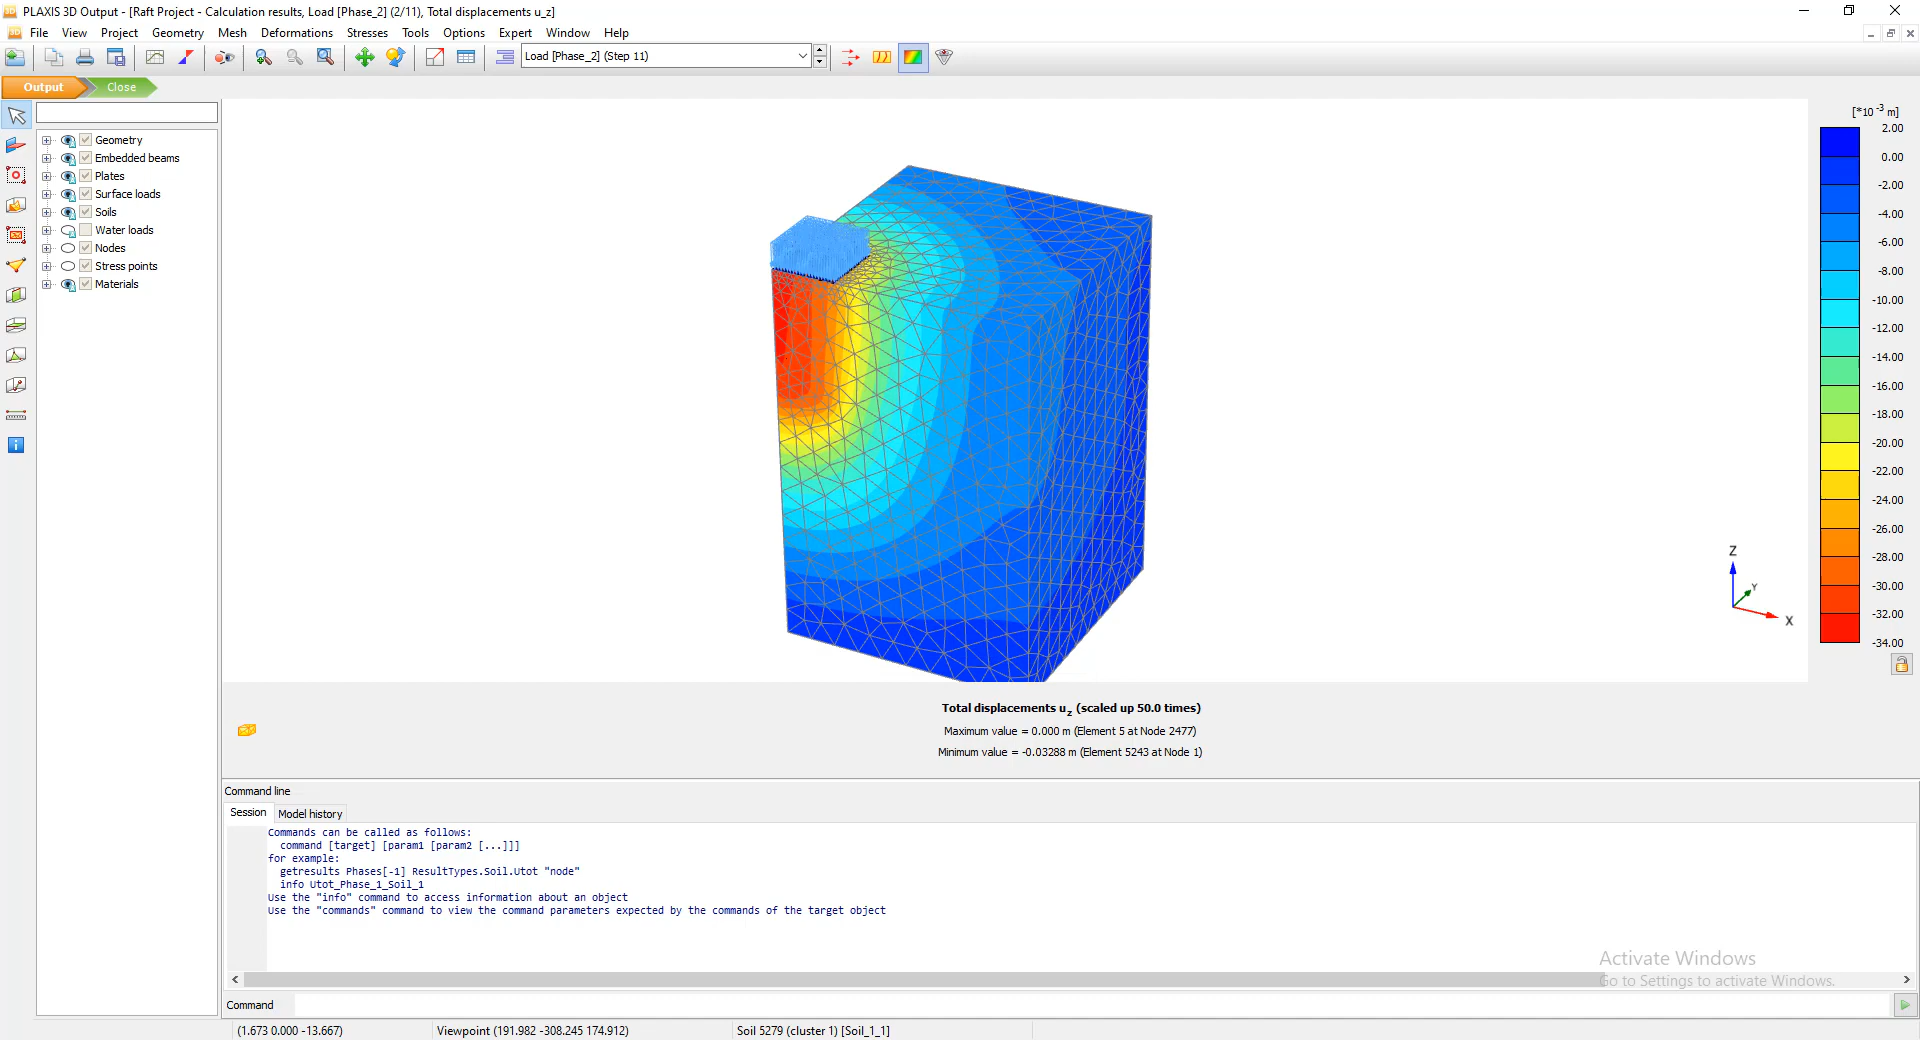 PLAXIS 3D Output - [Raft Project - Calculation results, Load [Phase_2] (2/11), Total displacements u_z]
File View Project Geometry Mesh Deformations Stresses Tools Options Expert Window Help
Load [Phase_2] (Step 11)
Output Close
Geometry
Embedded beams
Plates
Surface loads
Soils
Water loads
Nodes
Stress points
Materials
[*10⁻³ m]
2.00
0.00
-2.00
-4.00
-6.00
-8.00
-10.00
-12.00
-14.00
-16.00
-18.00
-20.00
-22.00
-24.00
-26.00
-28.00
-30.00
-32.00
-34.00
Z
Y
X
Total displacements u_z (scaled up 50.0 times)
Maximum value = 0.000 m (Element 5 at Node 2477)
Minimum value = -0.03288 m (Element 5243 at Node 1)
Command line
Session Model history
Commands can be called as follows:
command [target] [param1 [param2 [...]]]
for example:
getresults Phases[-1] ResultTypes.Soil.Utot "node"
info Utot_Phase_1_Soil_1
Use the "info" command to access information about an object
Use the "commands" command to view the command parameters expected by the commands of the target object
Activate Windows
Go to Settings to activate Windows.
Command
(1.673 0.000 -13.667) Viewpoint (191.982 -308.245 174.912) Soil 5279 (cluster 1) [Soil_1_1]